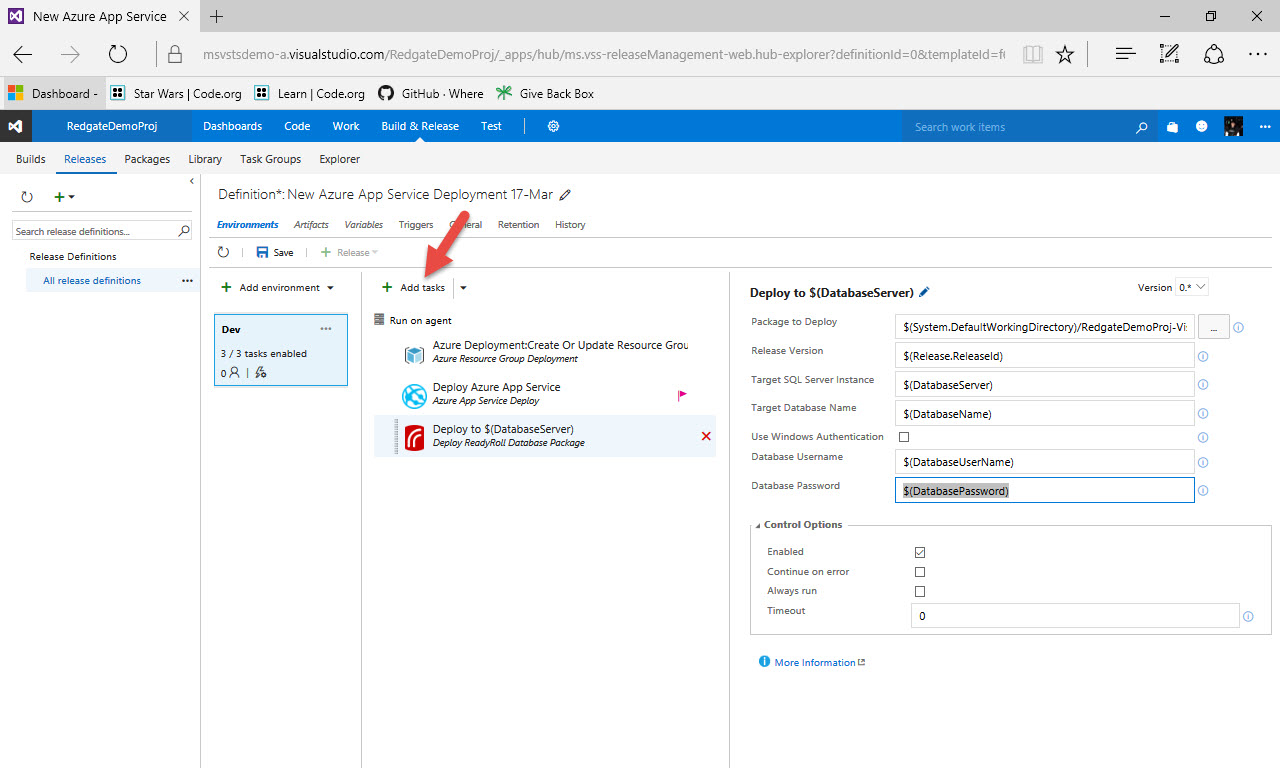 New Azure App Service
msvstsdemo-a.visualstudio.com/RedgateDemoProj/_apps/hub/ms.vss-releaseManagement-web.hub-explorer?definitionId=0&templateId=f
Dashboard - Star Wars | Code.org Learn | Code.org GitHub · Where Give Back Box
RedgateDemoProj Dashboards Code Work Build & Release Test Search work items
Builds Releases Packages Library Task Groups Explorer
Definition*: New Azure App Service Deployment 17-Mar
Search release definitions...
Environments Artifacts Variables Triggers General Retention History
Release Definitions
Save Release
All release definitions
Add environment Add tasks
Deploy to $(DatabaseServer) Version 0.*
Dev
3 / 3 tasks enabled
0
Run on agent
Azure Deployment:Create Or Update Resource Grou
Azure Resource Group Deployment
Deploy Azure App Service
Azure App Service Deploy
Deploy to $(DatabaseServer)
Deploy ReadyRoll Database Package
Package to Deploy $(System.DefaultWorkingDirectory)/RedgateDemoProj-Vi ...
Release Version $(Release.ReleaseId)
Target SQL Server Instance $(DatabaseServer)
Target Database Name $(DatabaseName)
Use Windows Authentication
Database Username $(DatabaseUserName)
Database Password $(DatabasePassword)
Control Options
Enabled
Continue on error
Always run
Timeout 0
More Information